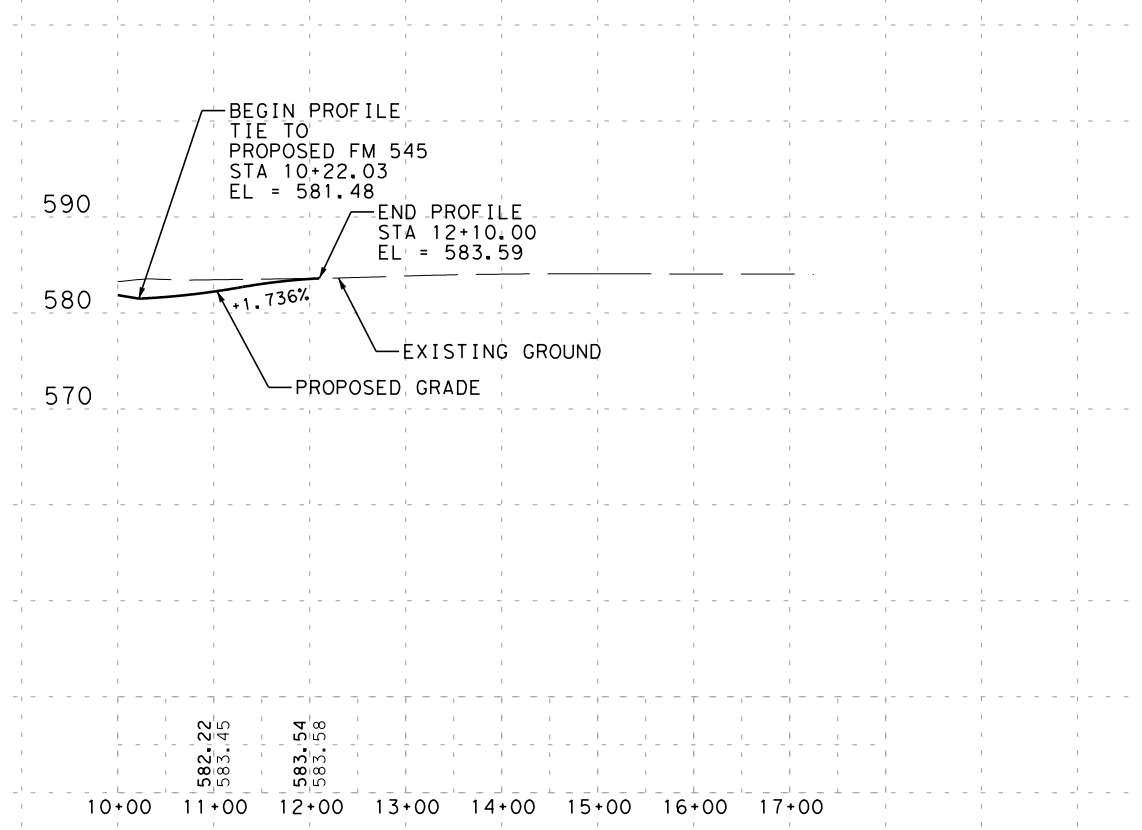 BEGIN PROFILE
TIE TO
PROPOSED FM 545
STA 10+22.03
EL = 581.48
590
END PROFILE
STA 12+10.00
EL = 583.59
580
+1.736%
EXISTING GROUND
PROPOSED GRADE
570
582.22
583.45
583.54
583.58
10+00 11+00 12+00 13+00 14+00 15+00 16+00 17+00